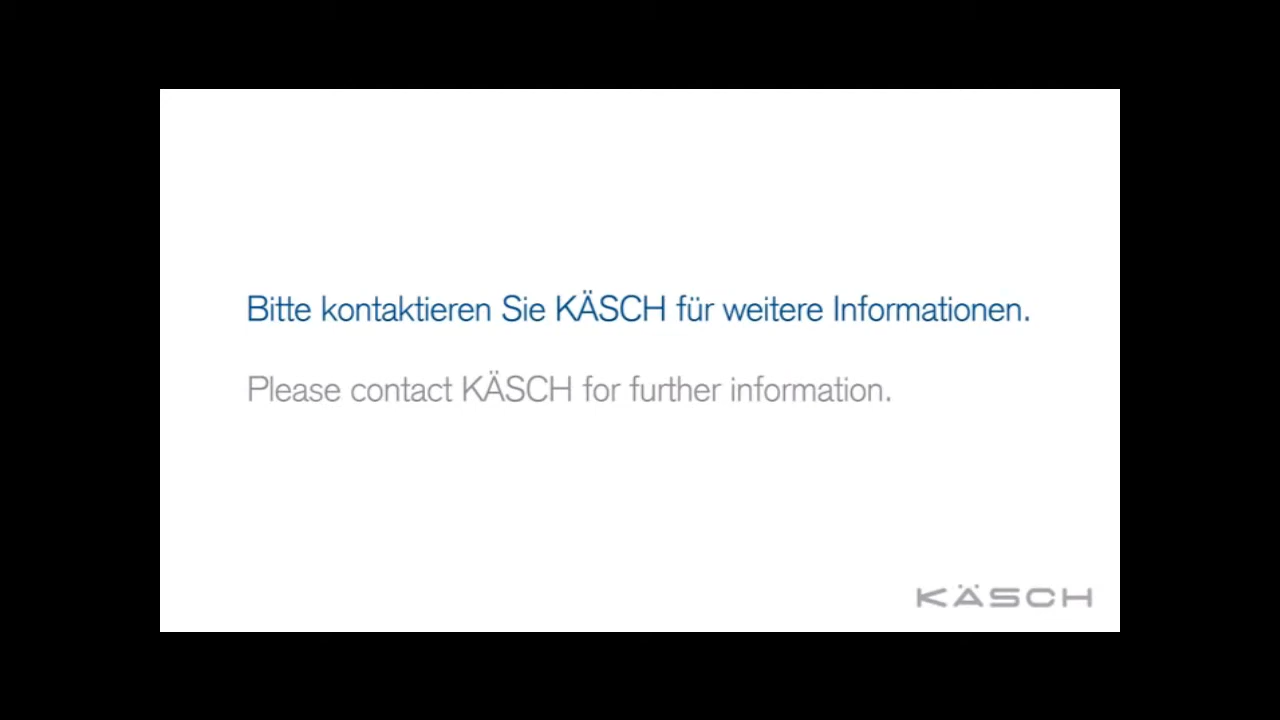 Bitte kontaktieren Sie KÄSCH für weitere Informationen.
Please contact KÄSCH for further information.
KÄSCH